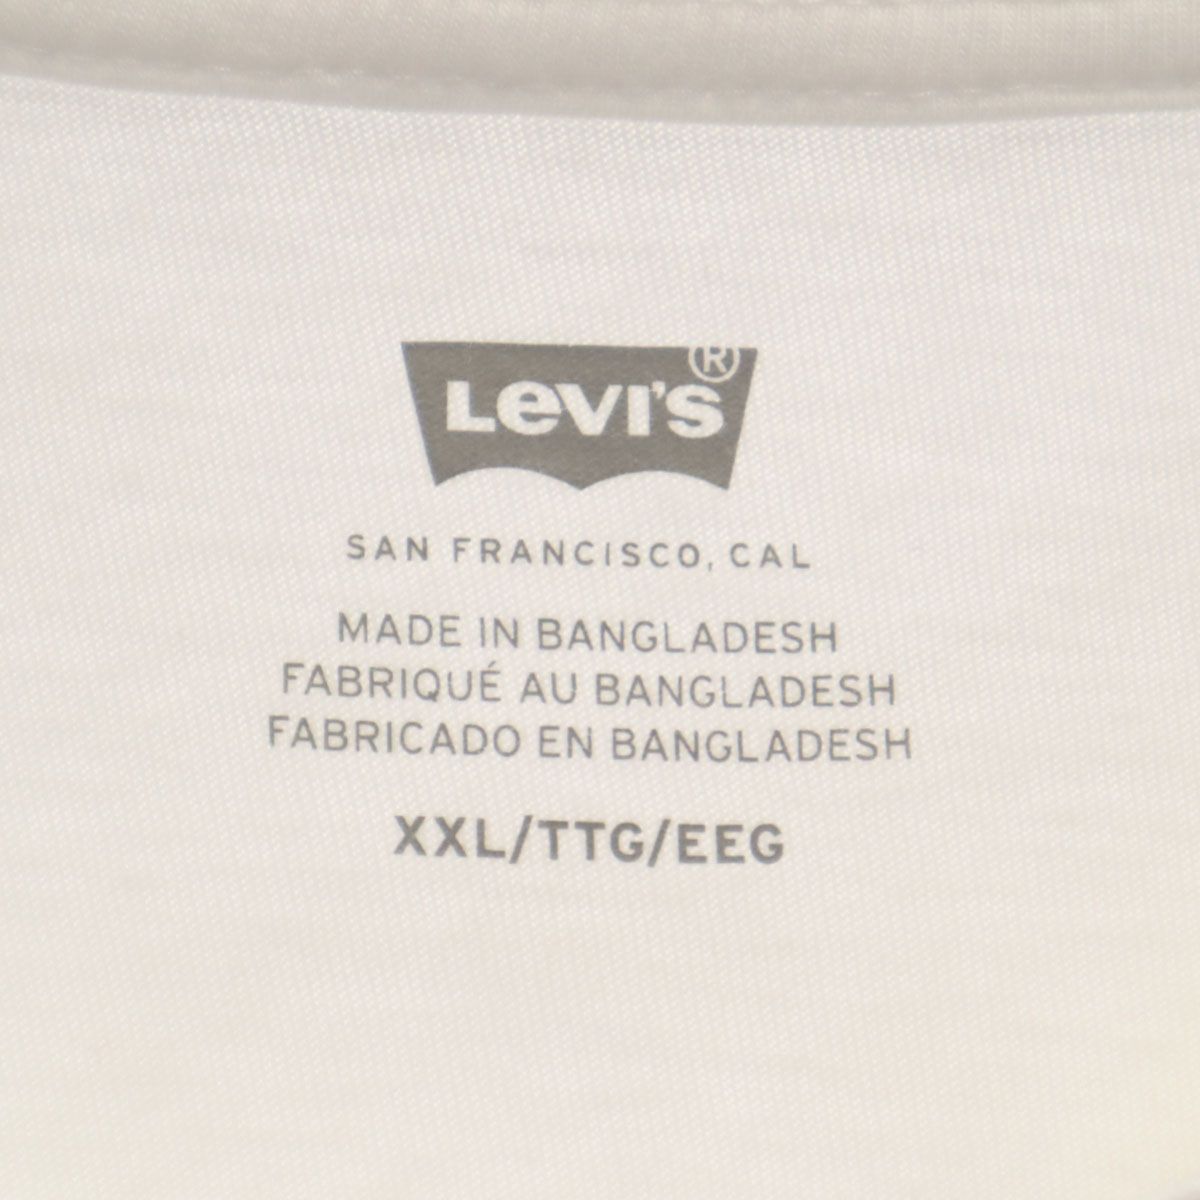 LEVI'S®
SAN FRANCISCO, CAL
MADE IN BANGLADESH
FABRIQUÉ AU BANGLADESH
FABRICADO EN BANGLADESH
XXL/TTG/EEG